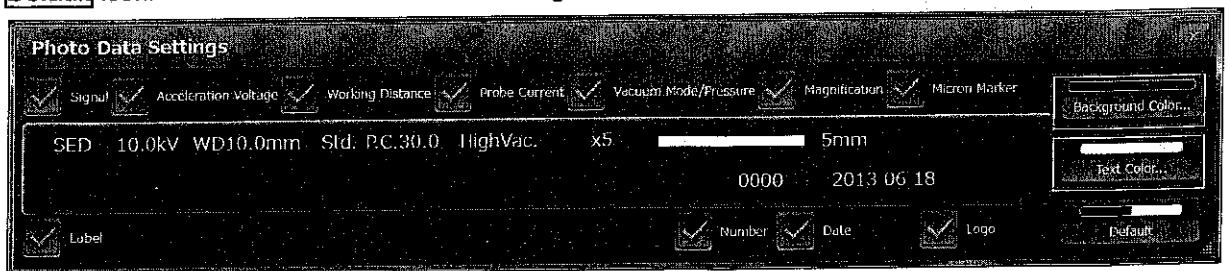 Photo Data Settings
Signal Acceleration Voltage Working Distance Probe Current Vacuum Mode/Pressure Magnification Micron Marker
Background Color...
SED 10.0kV WD10.0mm Std. P.C.30.0 HighVac. x5 5mm
Text Color...
0000 2013 06 18
Label Number Date Logo Default